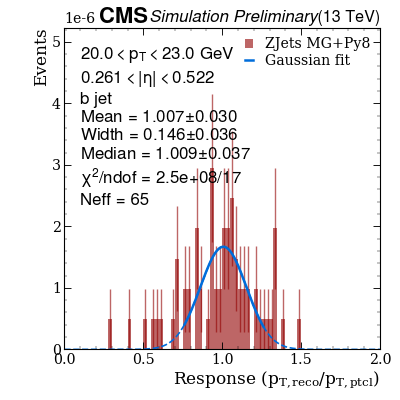 1e-6 CMS Simulation Preliminary (13 TeV)
Events
5
4
3
2
1
0
20.0 < pT < 23.0 GeV
0.261 < |η| < 0.522
b jet
Mean = 1.007±0.030
Width = 0.146±0.036
Median = 1.009±0.037
χ²/ndof = 2.5e+08/17
Neff = 65
ZJets MG+Py8
Gaussian fit
0.0 0.5 1.0 1.5 2.0
Response (pT,reco/pT,ptcl)